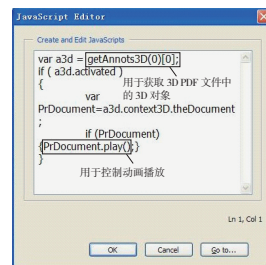 JavaScript Editor
Create and Edit JavaScripts
var a3d = getAnnots3D(0)[0];
if ( a3d.activated )
{
用于获取 3D PDF 文件中
var
的 3D 对象
PrDocument=a3d.context3D.theDocument
;
if (PrDocument)
{PrDocument.play();}
}
用于控制动画播放
Ln 1, Col 1
OK
Cancel
Go to...